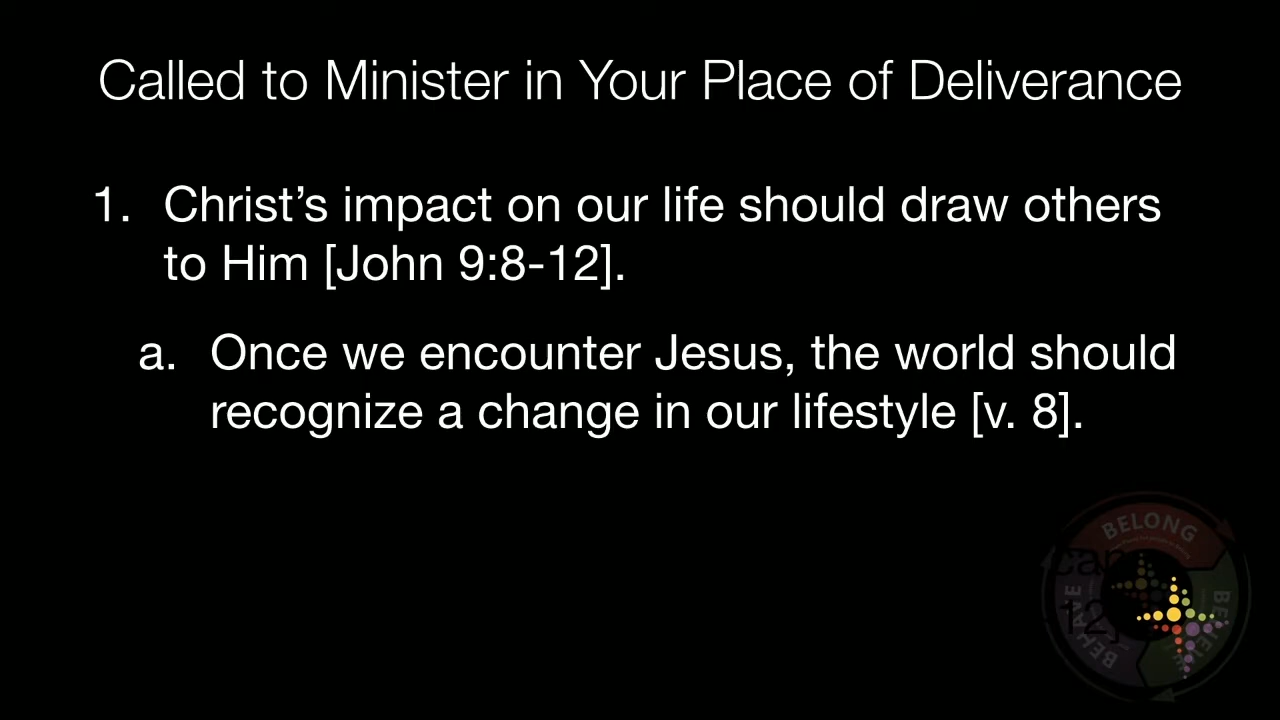 Called to Minister in Your Place of Deliverance
1. Christ’s impact on our life should draw others
to Him [John 9:8-12].
a. Once we encounter Jesus, the world should
recognize a change in our lifestyle [v. 8].
BELONG
BEHAVE